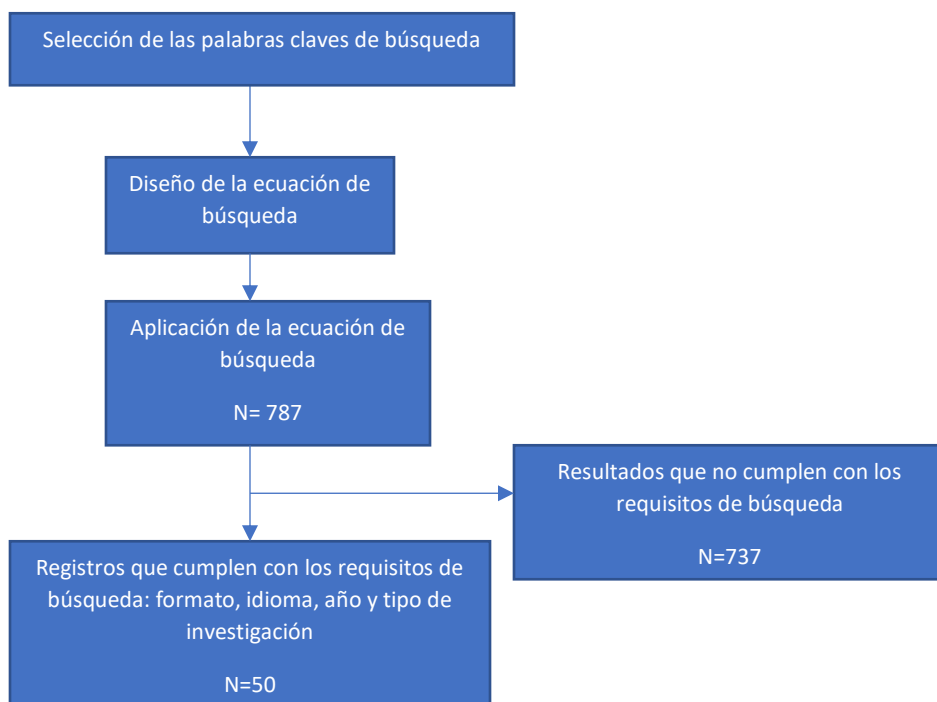 Selección de las palabras claves de búsqueda
Diseño de la ecuación de
búsqueda
Aplicación de la ecuación de
búsqueda
N= 787
Resultados que no cumplen con los
requisitos de búsqueda
N=737
Registros que cumplen con los requisitos de
búsqueda: formato, idioma, año y tipo de
investigación
N=50